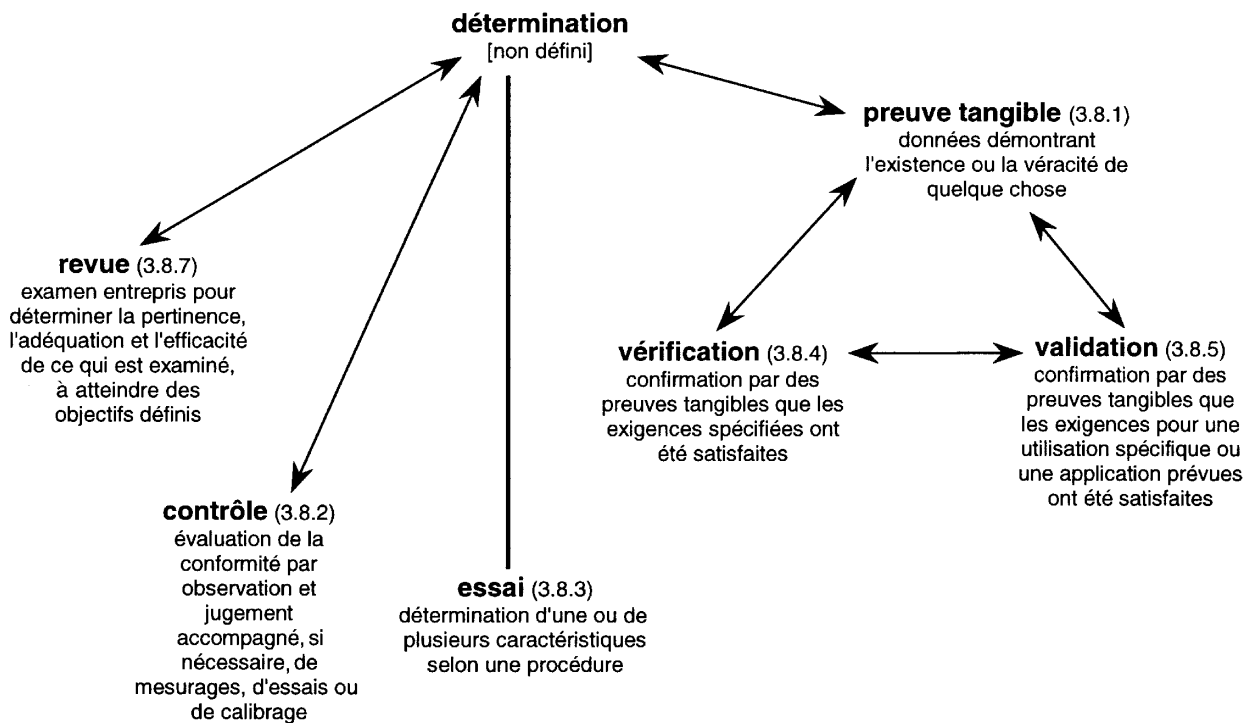 détermination
[non défini]
preuve tangible (3.8.1)
données démontrant
l'existence ou la véracité de
quelque chose
revue (3.8.7)
examen entrepris pour
déterminer la pertinence,
l'adéquation et l'efficacité
de ce qui est examiné,
à atteindre des
objectifs définis
vérification (3.8.4)
confirmation par des
preuves tangibles que les
exigences spécifiées ont
été satisfaites
validation (3.8.5)
confirmation par des
preuves tangibles que
les exigences pour une
utilisation spécifique ou
une application prévues
ont été satisfaites
contrôle (3.8.2)
évaluation de la
conformité par
observation et
jugement
accompagné, si
nécessaire, de
mesurages, d'essais ou
de calibrage
essai (3.8.3)
détermination d'une ou de
plusieurs caractéristiques
selon une procédure